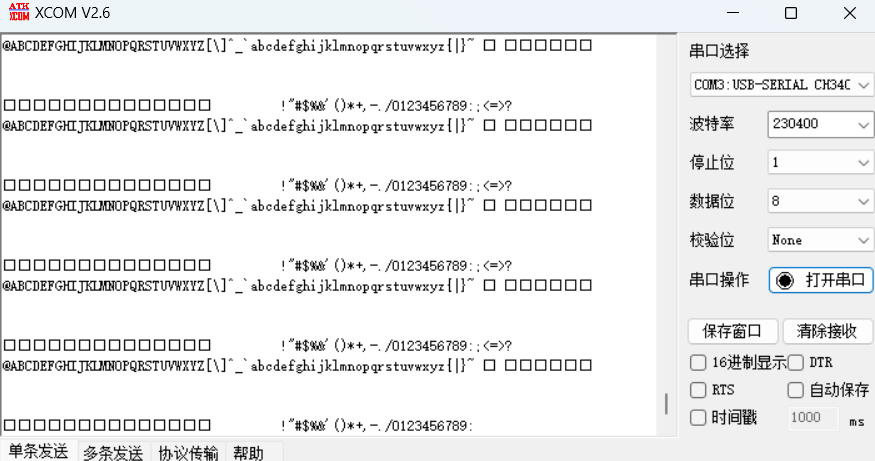 ATK XCOM XCOM V2.6
@ABCDEFGHIJKLMNOPQRSTUVWXYZ[\]^_`abcdefghijklmnopqrstuvwxyz{|}~ □ □□□□□□
□□□□□□□□□□□□□□ !"#$%&'()*+,-./0123456789:;<=>?
@ABCDEFGHIJKLMNOPQRSTUVWXYZ[\]^_`abcdefghijklmnopqrstuvwxyz{|}~ □ □□□□□□
□□□□□□□□□□□□□□ !"#$%&'()*+,-./0123456789:;<=>?
@ABCDEFGHIJKLMNOPQRSTUVWXYZ[\]^_`abcdefghijklmnopqrstuvwxyz{|}~ □ □□□□□□
□□□□□□□□□□□□□□ !"#$%&'()*+,-./0123456789:;<=>?
@ABCDEFGHIJKLMNOPQRSTUVWXYZ[\]^_`abcdefghijklmnopqrstuvwxyz{|}~ □ □□□□□□
□□□□□□□□□□□□□□ !"#$%&'()*+,-./0123456789:;<=>?
@ABCDEFGHIJKLMNOPQRSTUVWXYZ[\]^_`abcdefghijklmnopqrstuvwxyz{|}~ □ □□□□□□
□□□□□□□□□□□□□□ !"#$%&'()*+,-./0123456789:
串口选择
COM3:USB-SERIAL CH340
波特率 230400
停止位 1
数据位 8
校验位 None
串口操作 打开串口
保存窗口 清除接收
16进制显示 DTR
RTS 自动保存
时间戳 1000 ms
单条发送 多条发送 协议传输 帮助